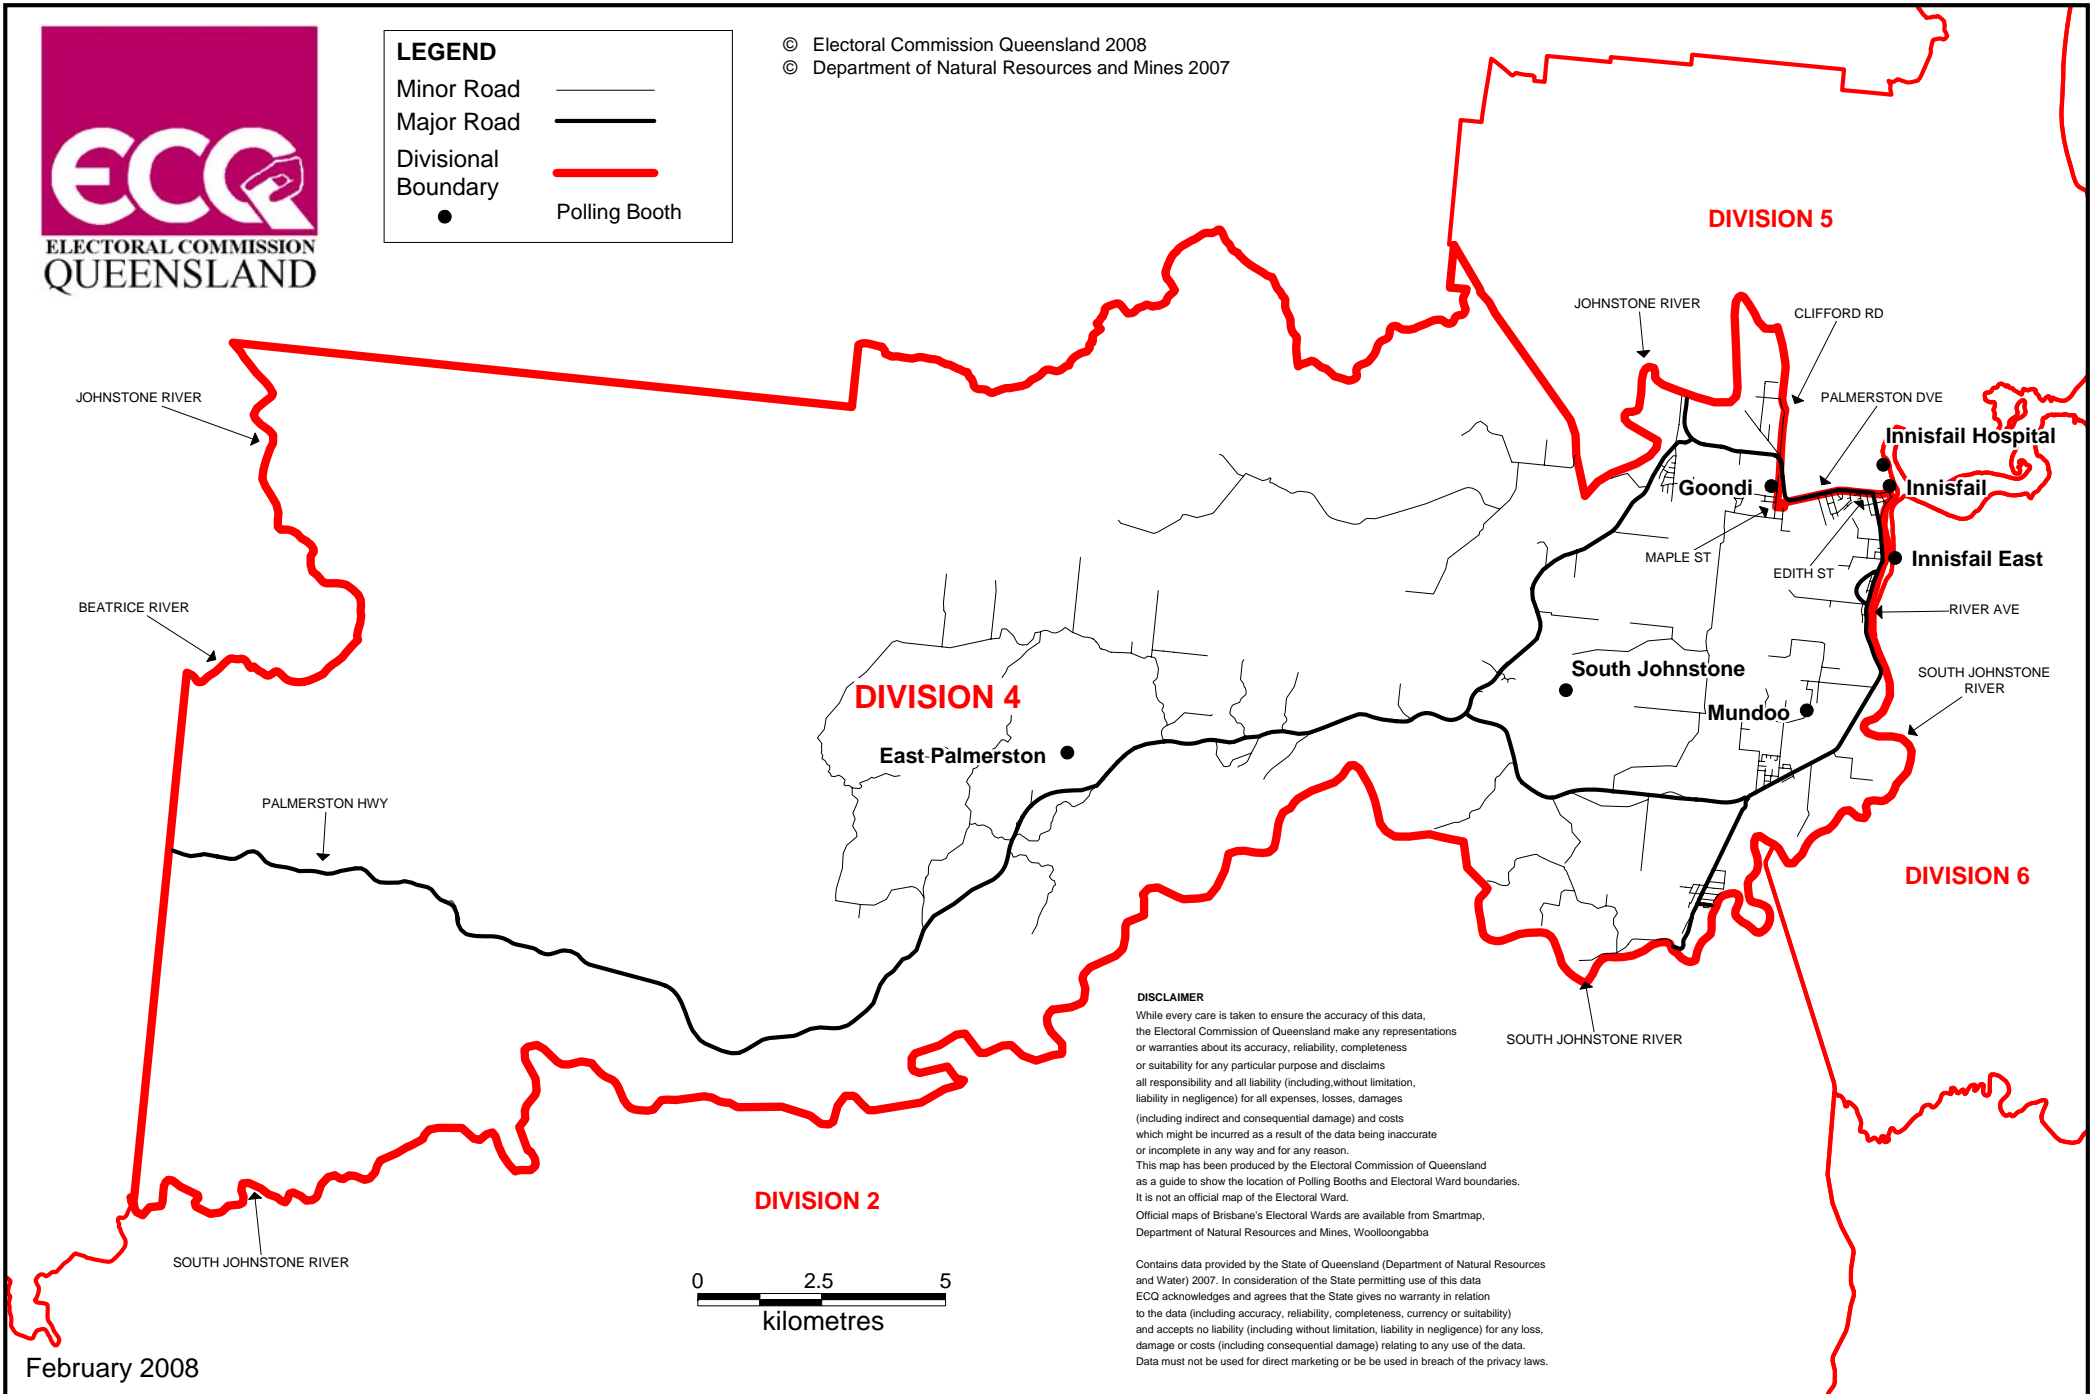 ECQ
ELECTORAL COMMISSION
QUEENSLAND
LEGEND
Minor Road
Major Road
Divisional
Boundary
Polling Booth
© Electoral Commission Queensland 2008
© Department of Natural Resources and Mines 2007
DIVISION 5
JOHNSTONE RIVER
CLIFFORD RD
JOHNSTONE RIVER
PALMERSTON DVE
Innisfail Hospital
Goondi
Innisfail
MAPLE ST
EDITH ST
Innisfail East
BEATRICE RIVER
RIVER AVE
South Johnstone
SOUTH JOHNSTONE
RIVER
DIVISION 4
Mundoo
East Palmerston
PALMERSTON HWY
DIVISION 6
SOUTH JOHNSTONE RIVER
DIVISION 2
SOUTH JOHNSTONE RIVER
0 2.5 5
kilometres
DISCLAIMER
While every care is taken to ensure the accuracy of this data,
the Electoral Commission of Queensland make any representations
or warranties about its accuracy, reliability, completeness
or suitability for any particular purpose and disclaims
all responsibility and all liability (including,without limitation,
liability in negligence) for all expenses, losses, damages
(including indirect and consequential damage) and costs
which might be incurred as a result of the data being inaccurate
or incomplete in any way and for any reason.
This map has been produced by the Electoral Commission of Queensland
as a guide to show the location of Polling Booths and Electoral Ward boundaries.
It is not an official map of the Electoral Ward.
Official maps of Brisbane's Electoral Wards are available from Smartmap,
Department of Natural Resources and Mines, Woolloongabba
Contains data provided by the State of Queensland (Department of Natural Resources
and Water) 2007. In consideration of the State permitting use of this data
ECQ acknowledges and agrees that the State gives no warranty in relation
to the data (including accuracy, reliability, completeness, currency or suitability)
and accepts no liability (including without limitation, liability in negligence) for any loss,
damage or costs (including consequential damage) relating to any use of the data.
Data must not be used for direct marketing or be be used in breach of the privacy laws.
February 2008